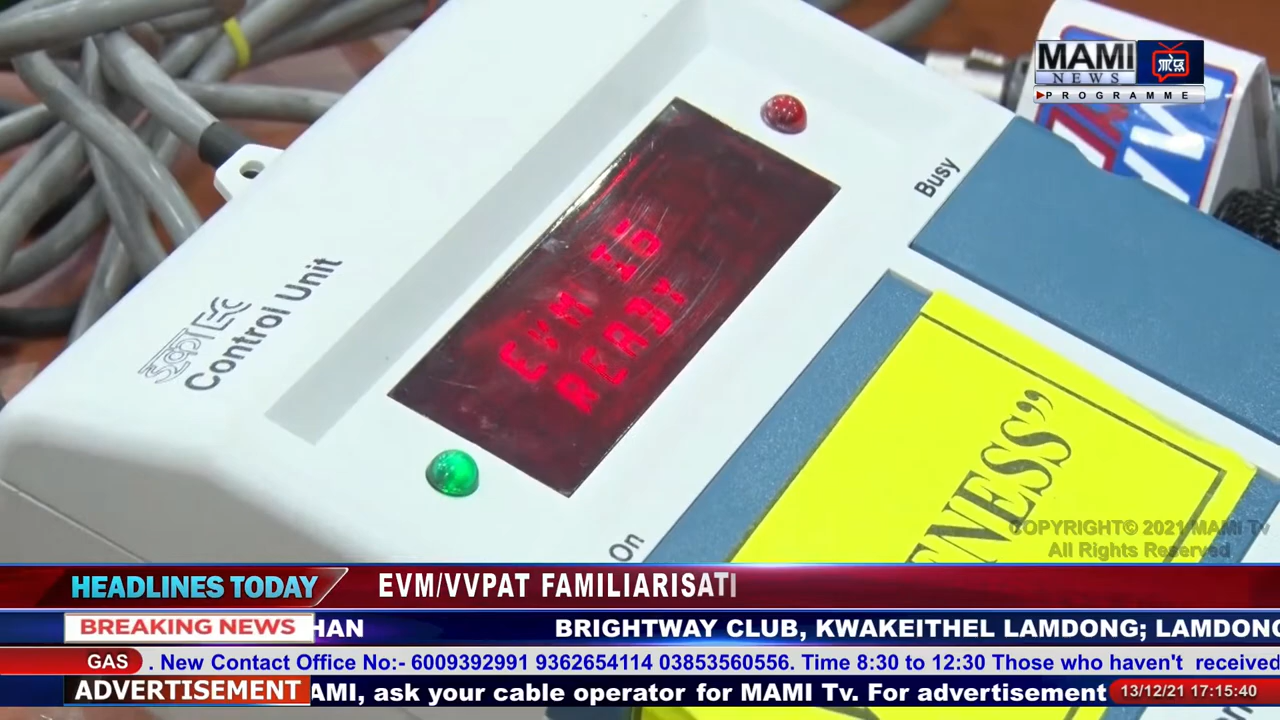 MAMI
NEWS
ꯃꯥꯃꯤ
PROGRAMME
Busy
ECC
Control Unit
EVM IS
READY
On
NESS”
COPYRIGHT© 2021 MAMI Tv
All Rights Reserved
HEADLINES TODAY EVM/VVPAT FAMILIARISATI
BREAKING NEWS HAN BRIGHTWAY CLUB, KWAKEITHEL LAMDONG; LAMDONG
GAS . New Contact Office No:- 6009392991 9362654114 03853560556. Time 8:30 to 12:30 Those who haven't received
ADVERTISEMENT AMI, ask your cable operator for MAMI Tv. For advertisement 13/12/21 17:15:40